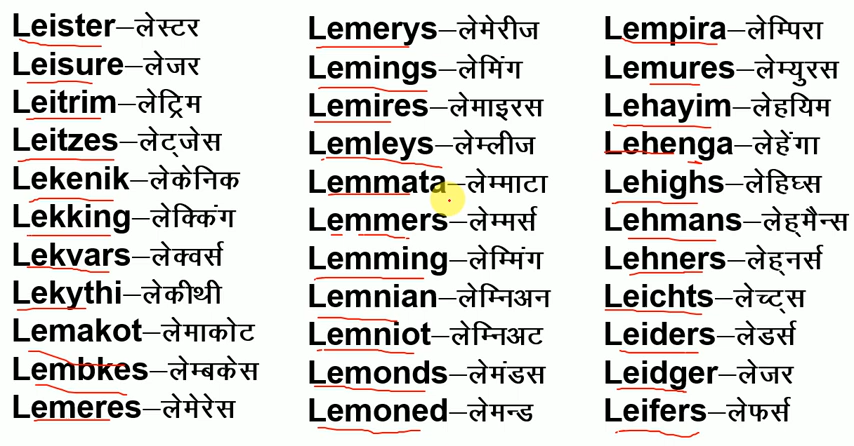 Leister–लेस्टर
Leisure–लेजर
Leitrim–लेट्रिम
Leitzes–लेट्जेस
Lekenik–लेकेनिक
Lekking–लेक्किंग
Lekvars–लेक्वर्स
Lekythi–लेकीथी
Lemakot–लेमाकोट
Lembkes–लेम्बकेस
Lemeres–लेमेरेस
Lemerys–लेमेरीज
Lemings–लेमिंग
Lemires–लेमाइरस
Lemleys–लेम्लीज
Lemmata–लेम्माटा
Lemmers–लेम्मर्स
Lemming–लेम्मिंग
Lemnian–लेम्निअन
Lemniot–लेम्निअट
Lemonds–लेमंडस
Lemoned–लेमन्ड
Lempira–लेम्पिरा
Lemures–लेम्युरस
Lehayim–लेहयिम
Lehenga–लेहेंगा
Lehighs–लेहिघ्स
Lehmans–लेह्मैन्स
Lehners–लेह्नर्स
Leichts–लेच्ट्स
Leiders–लेडर्स
Leidger–लेजर
Leifers–लेफर्स